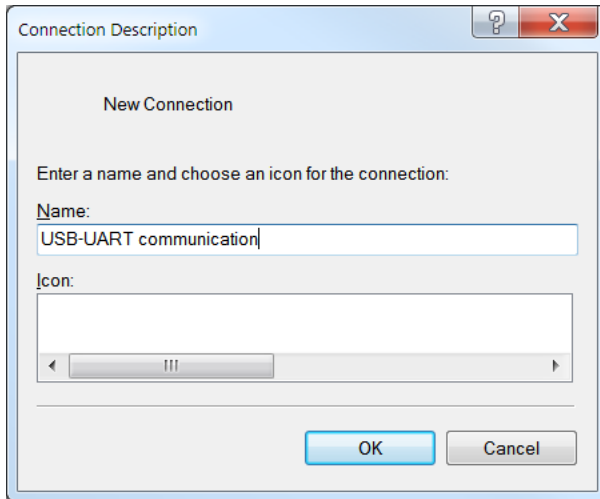 Connection Description
New Connection
Enter a name and choose an icon for the connection:
Name:
USB-UART communication
Icon:
OK
Cancel